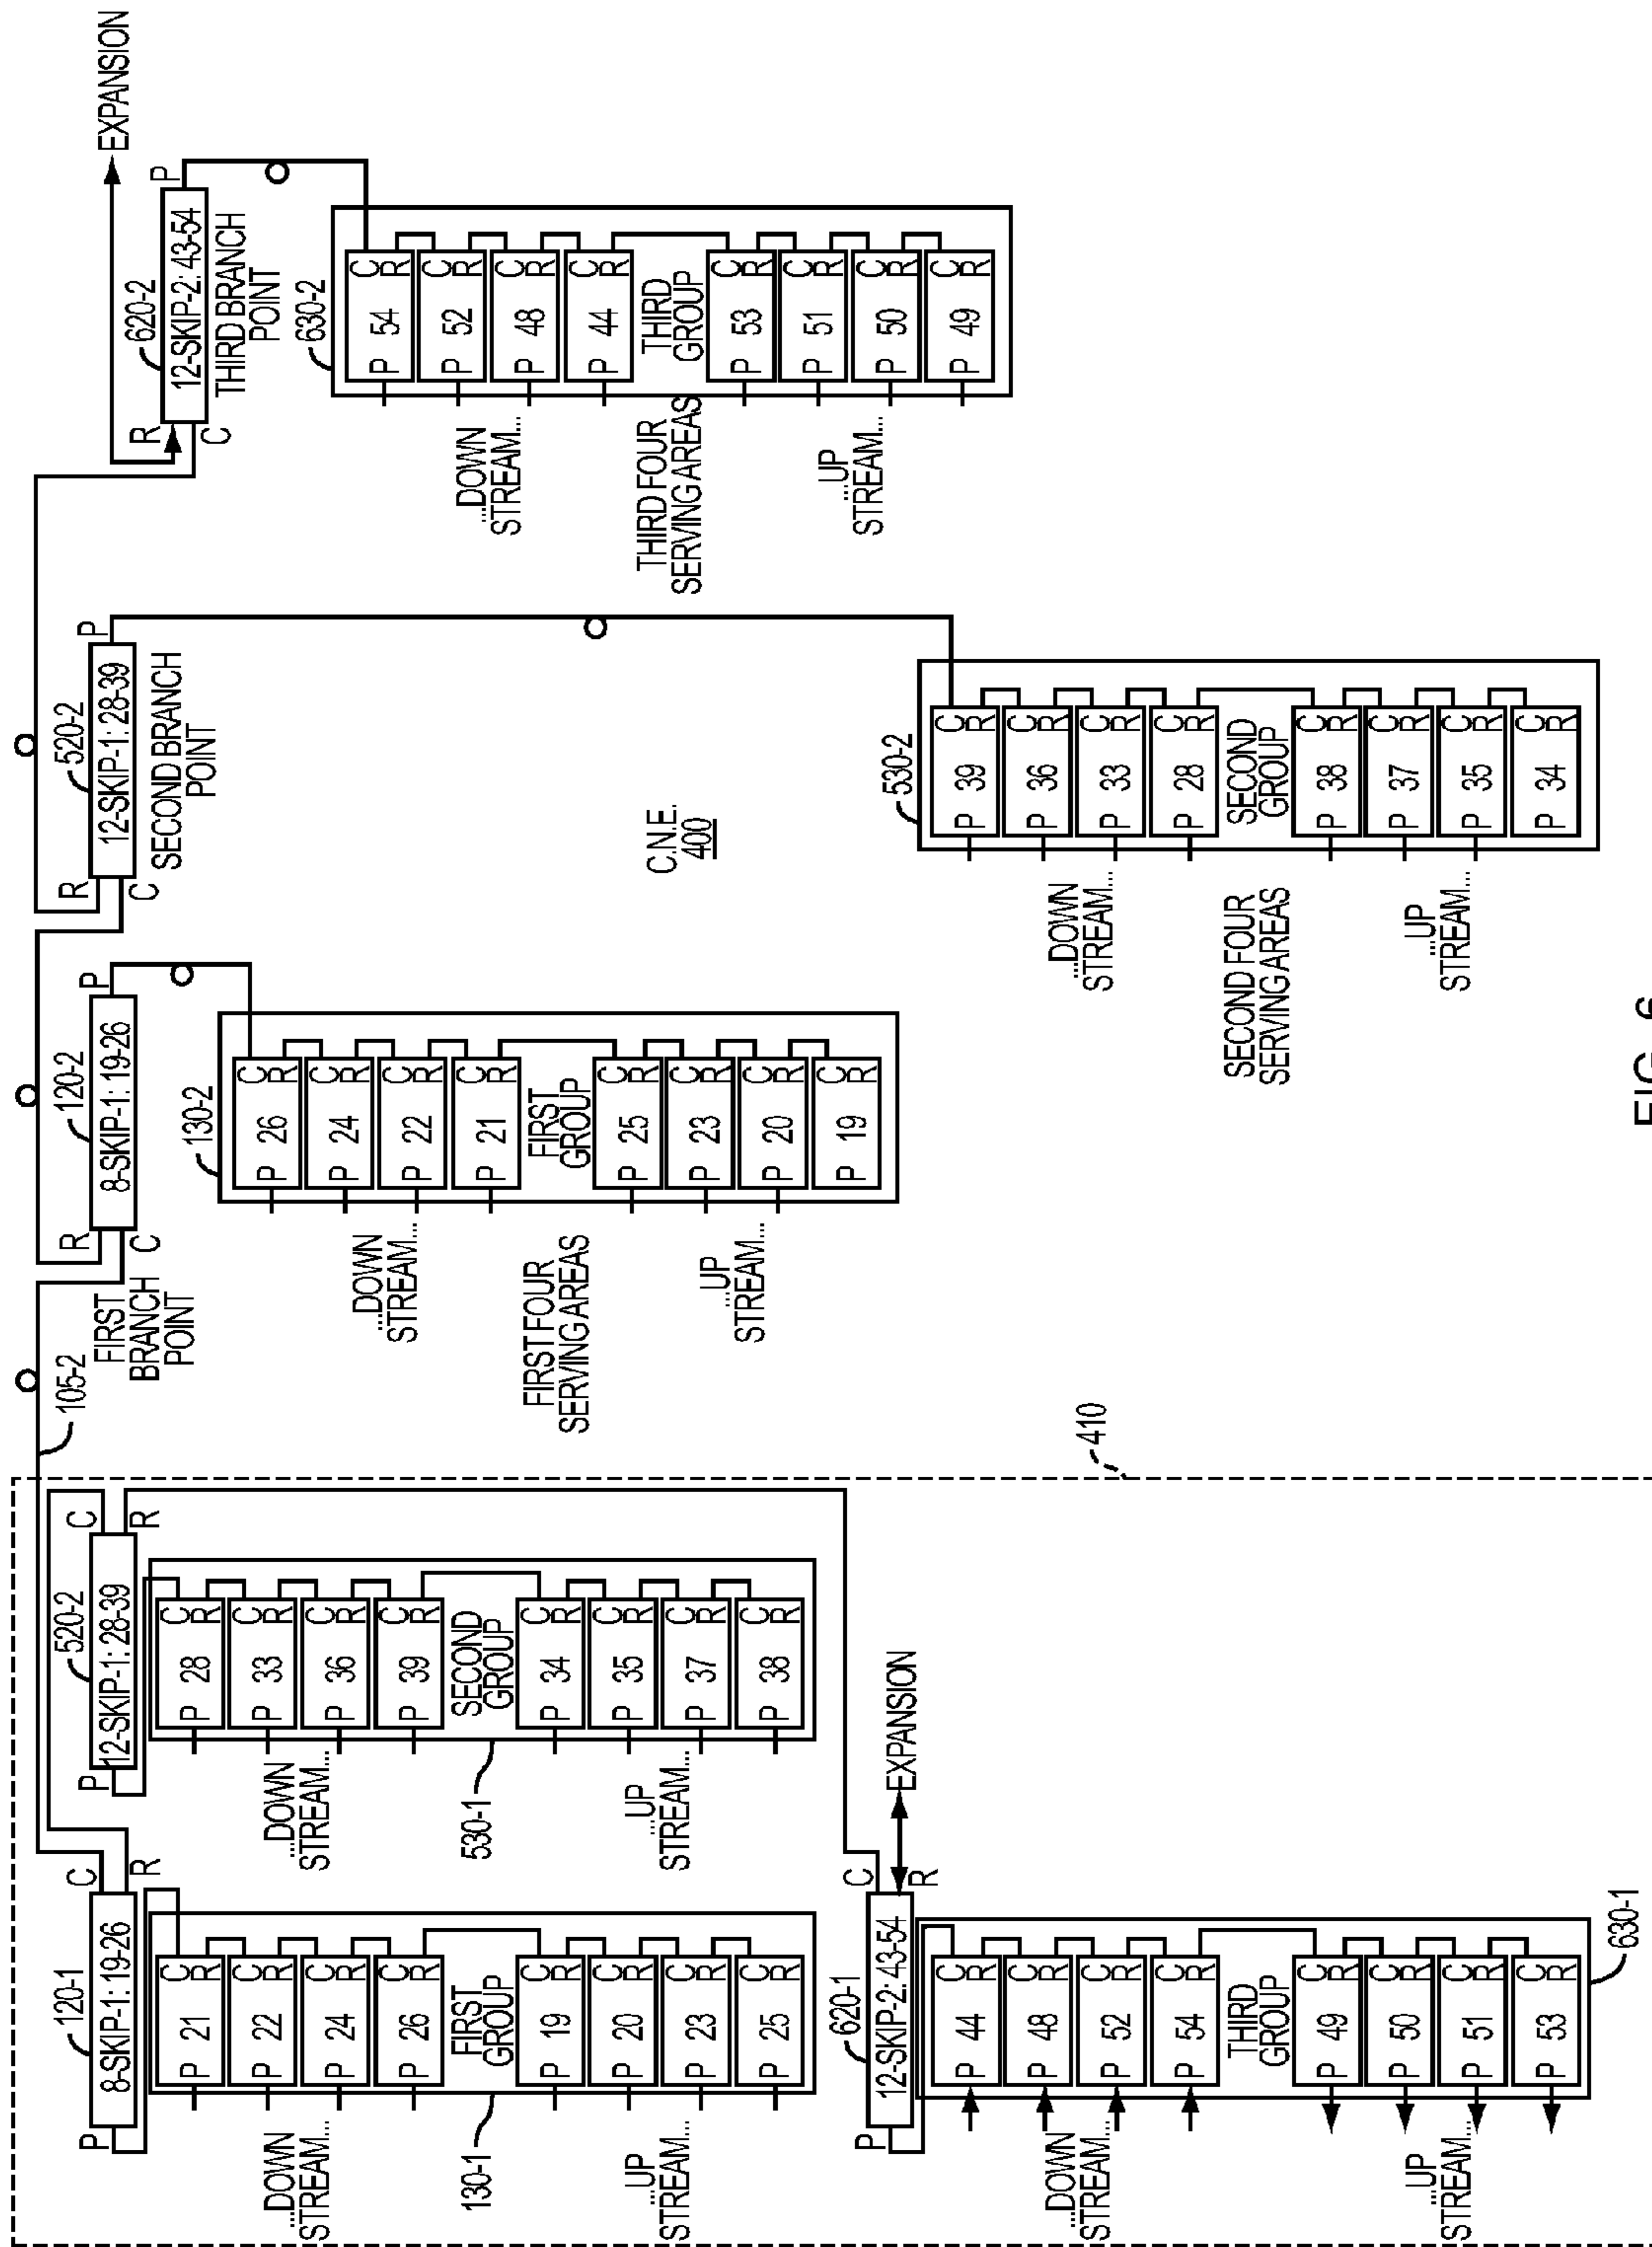 120-1
8-SKIP-1: 19-26
P
C
R
P 21 C R
P 22 C R
P 24 C R
P 26 C R
FIRST
GROUP
P 19 C R
P 20 C R
P 23 C R
P 25 C R
...DOWN
STREAM...
130-1
...UP
STREAM...
520-2
12-SKIP-1: 28-39
P
C
R
P 28 C R
P 33 C R
P 36 C R
P 39 C R
SECOND
GROUP
P 34 C R
P 35 C R
P 37 C R
P 38 C R
...DOWN
STREAM...
530-1
...UP
STREAM...
620-1
12-SKIP-2: 43-54
P
C
R
EXPANSION
P 44 C R
P 48 C R
P 52 C R
P 54 C R
THIRD
GROUP
P 49 C R
P 50 C R
P 51 C R
P 53 C R
...DOWN
STREAM...
...UP
STREAM...
630-1
410
105-2
FIRST
BRANCH
POINT
120-2
8-SKIP-1: 19-26
R
C
P
130-2
P 26 C R
P 24 C R
P 22 C R
P 21 C R
FIRST
GROUP
P 25 C R
P 23 C R
P 20 C R
P 19 C R
...DOWN
STREAM...
FIRST FOUR
SERVING AREAS
...UP
STREAM...
520-2
12-SKIP-1: 28-39
SECOND BRANCH
POINT
R
C
P
C.N.E.
400
530-2
P 39 C R
P 36 C R
P 33 C R
P 28 C R
SECOND
GROUP
P 38 C R
P 37 C R
P 35 C R
P 34 C R
...DOWN
STREAM...
SECOND FOUR
SERVING AREAS
...UP
STREAM...
620-2
12-SKIP-2: 43-54
THIRD BRANCH
POINT
R
C
P
EXPANSION
630-2
P 54 C R
P 52 C R
P 48 C R
P 44 C R
THIRD
GROUP
P 53 C R
P 51 C R
P 50 C R
P 49 C R
...DOWN
STREAM...
THIRD FOUR
SERVING AREAS
...UP
STREAM...
FIG. 6